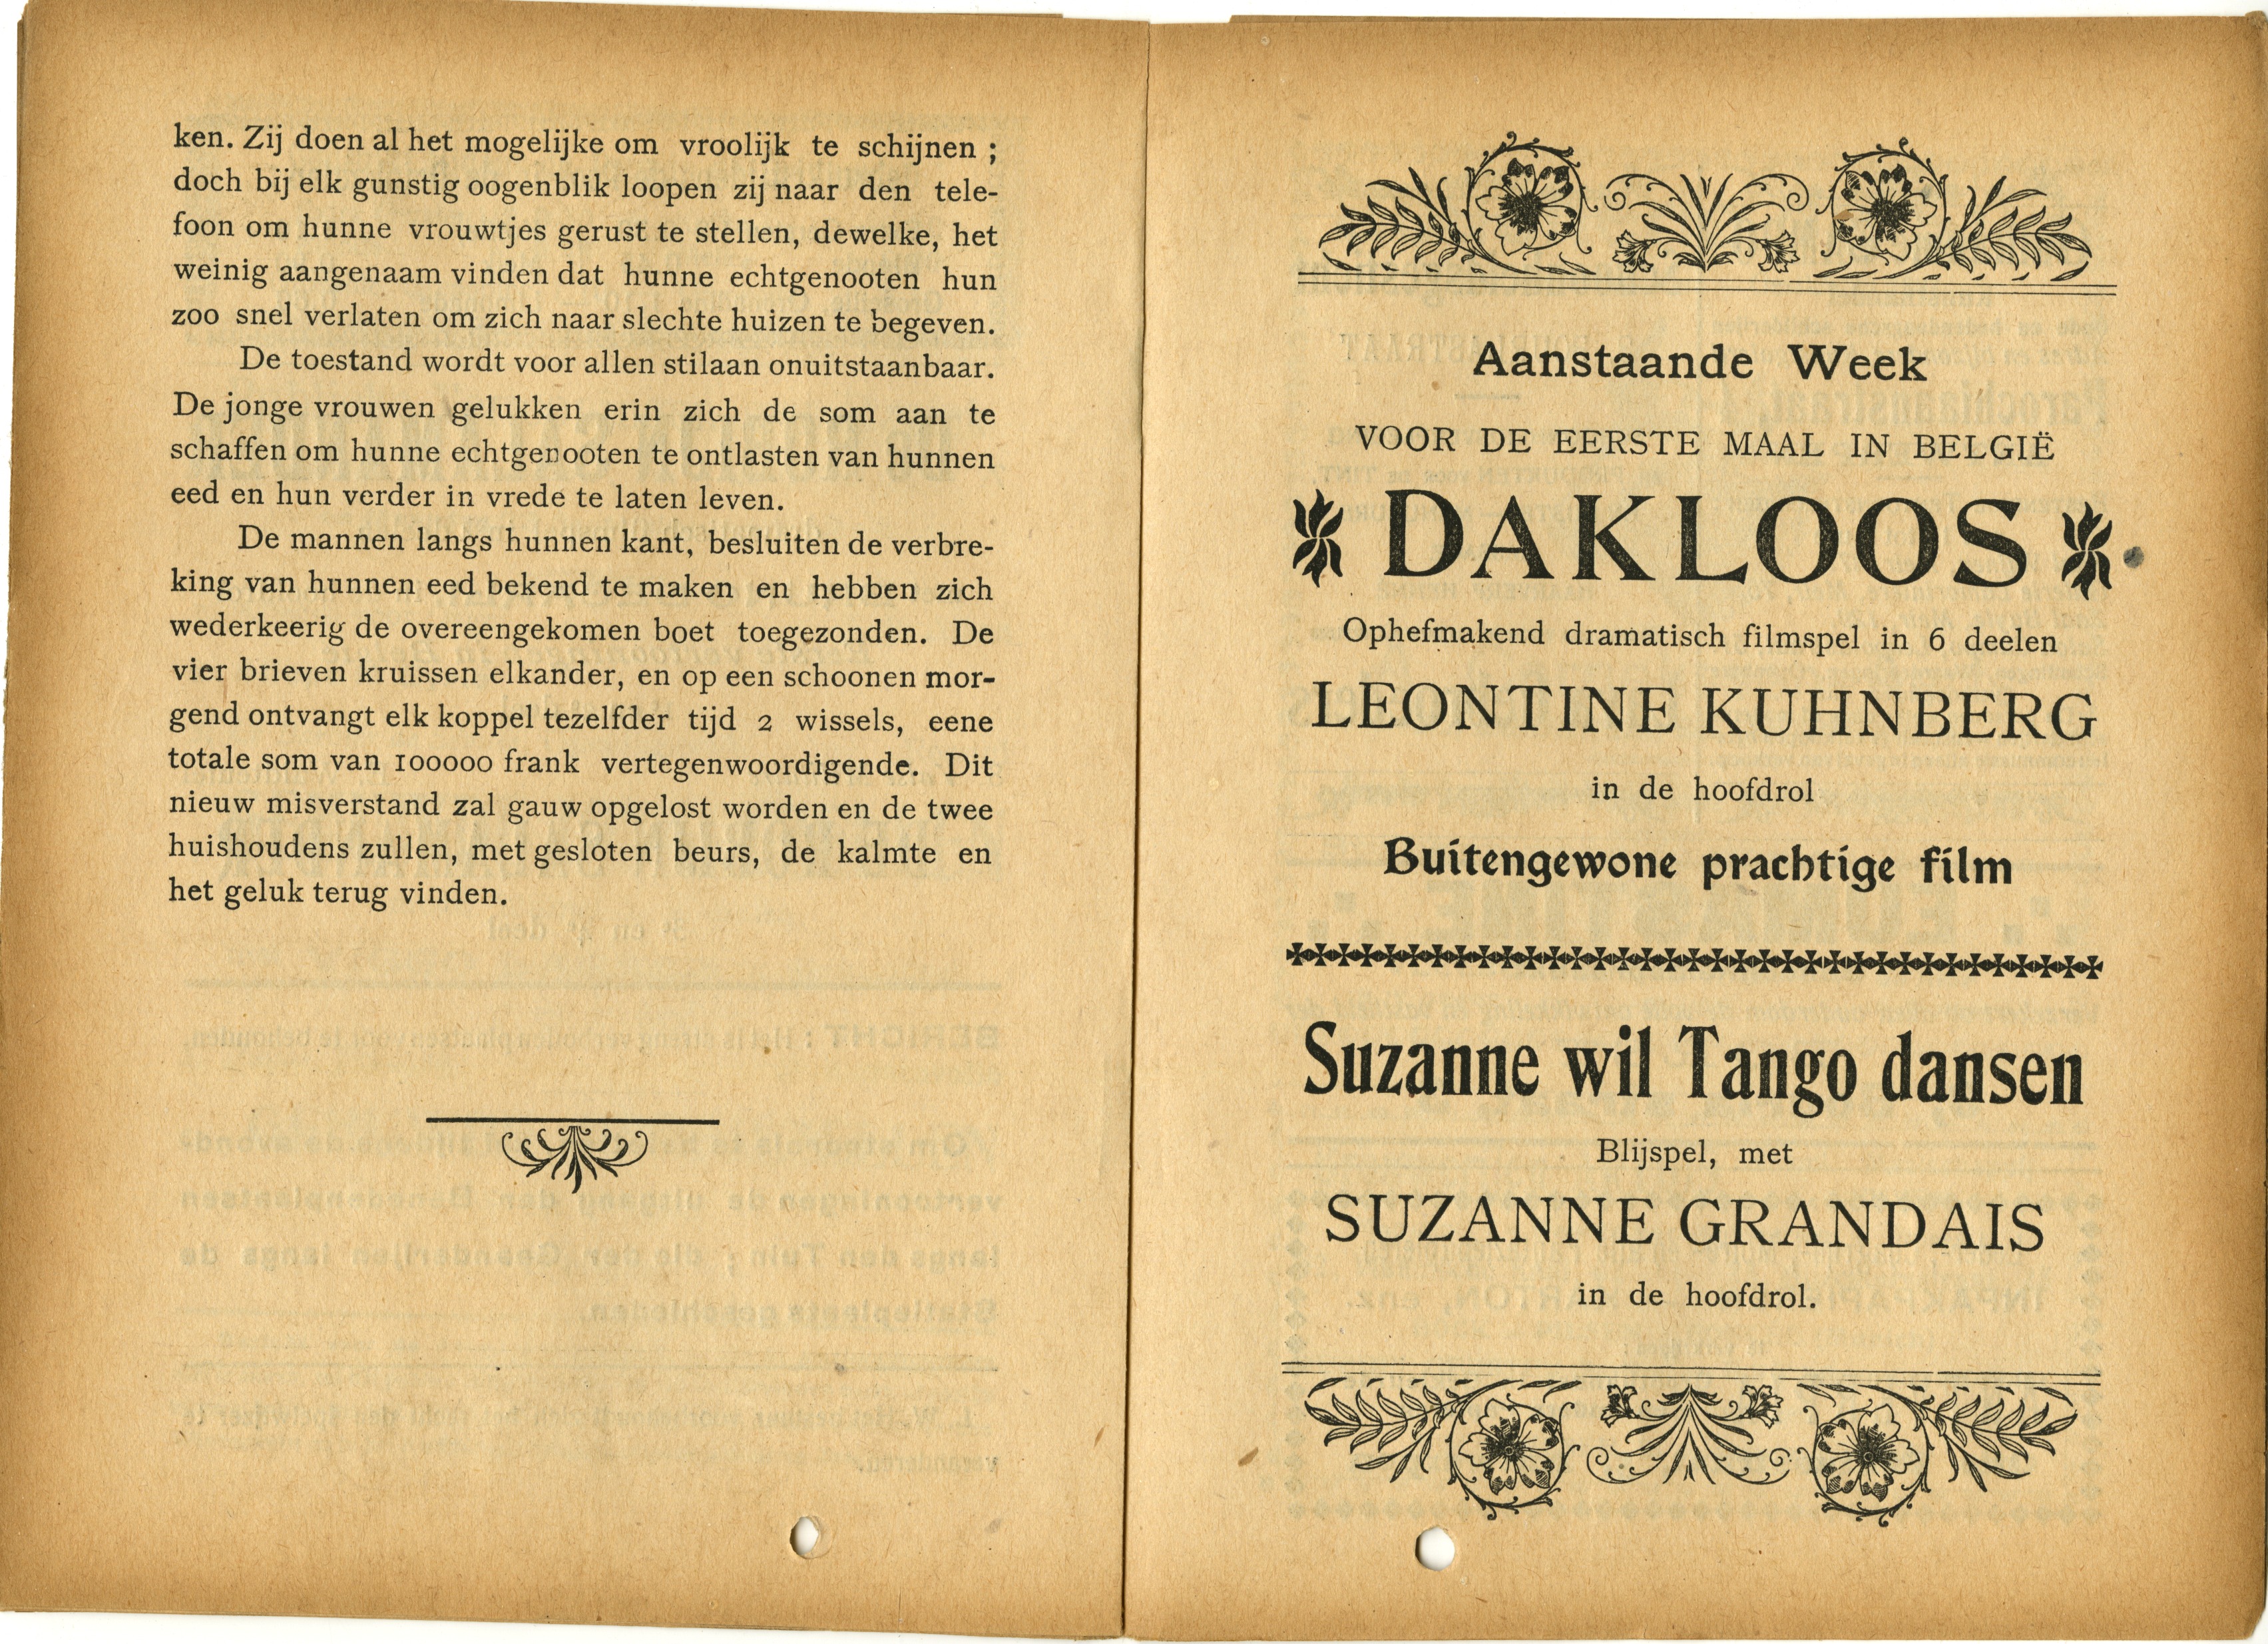 ken. Zij doen al het mogelijke om vroolijk te schijnen ;
doch bij elk gunstig oogenblik loopen zij naar den tele-
foon om hunne vrouwtjes gerust te stellen, dewelke, het
weinig aangenaam vinden dat hunne echtgenooten hun
zoo snel verlaten om zich naar slechte huizen te begeven.
De toestand wordt voor allen stilaan onuitstaanbaar.
De jonge vrouwen gelukken erin zich de som aan te
schaffen om hunne echtgenooten te ontlasten van hunnen
eed en hun verder in vrede te laten leven.
De mannen langs hunnen kant, besluiten de verbre-
king van hunnen eed bekend te maken en hebben zich
wederkeerig de overeengekomen boet toegezonden. De
vier brieven kruissen elkander, en op een schoonen mor-
gend ontvangt elk koppel tezelfder tijd 2 wissels, eene
totale som van 100000 frank vertegenwoordigende. Dit
nieuw misverstand zal gauw opgelost worden en de twee
huishoudens zullen, met gesloten beurs, de kalmte en
het geluk terug vinden.
Aanstaande Week
VOOR DE EERSTE MAAL IN BELGIË
DAKLOOS
Ophefmakend dramatisch filmspel in 6 deelen
LEONTINE KUHNBERG
in de hoofdrol
Buitengewone prachtige film
Suzanne wil Tango dansen
Blijspel, met
SUZANNE GRANDAIS
in de hoofdrol.